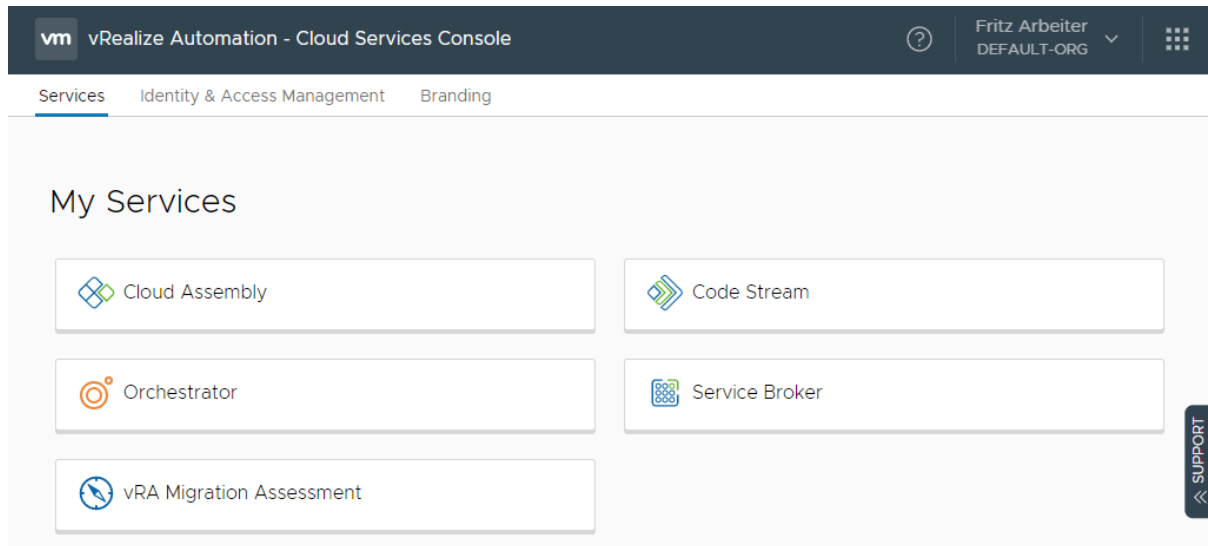 vm vRealize Automation - Cloud Services Console
?
Fritz Arbeiter
DEFAULT-ORG
Services Identity & Access Management Branding
My Services
Cloud Assembly
Code Stream
Orchestrator
Service Broker
vRA Migration Assessment
SUPPORT